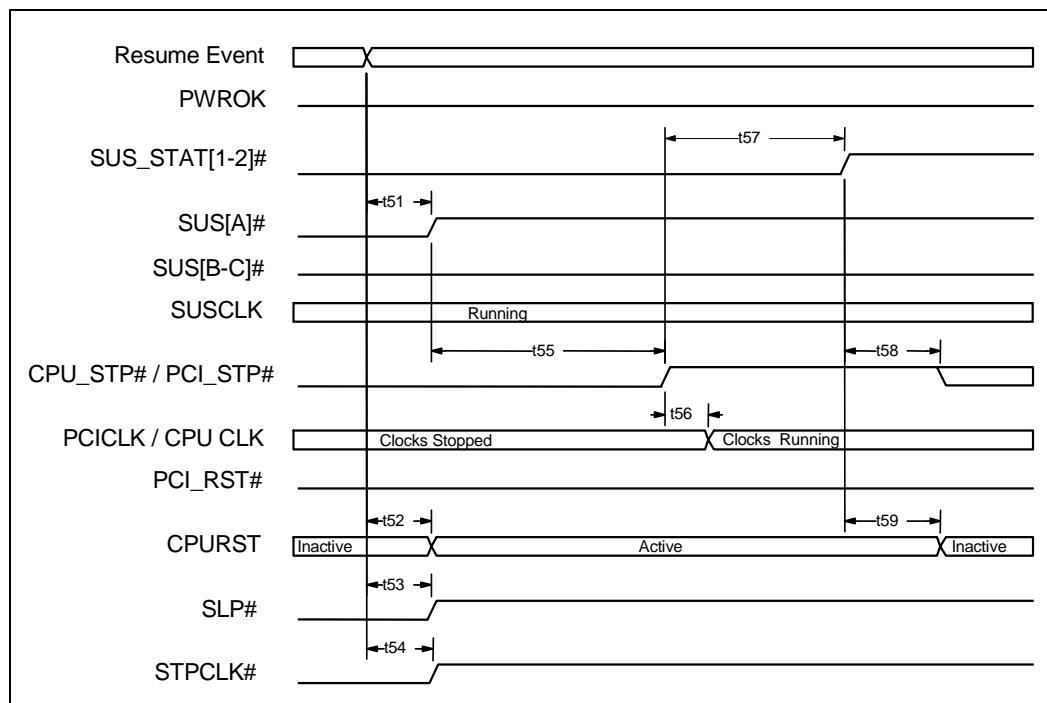 Resume Event
PWROK
t57
SUS_STAT[1-2]#
t51
SUS[A]#
SUS[B-C]#
SUSCLK
Running
t55
t58
CPU_STP# / PCI_STP#
t56
PCICLK / CPU CLK
Clocks Stopped
Clocks Running
PCI_RST#
t52
t59
CPURST
Inactive
Active
Inactive
t53
SLP#
t54
STPCLK#